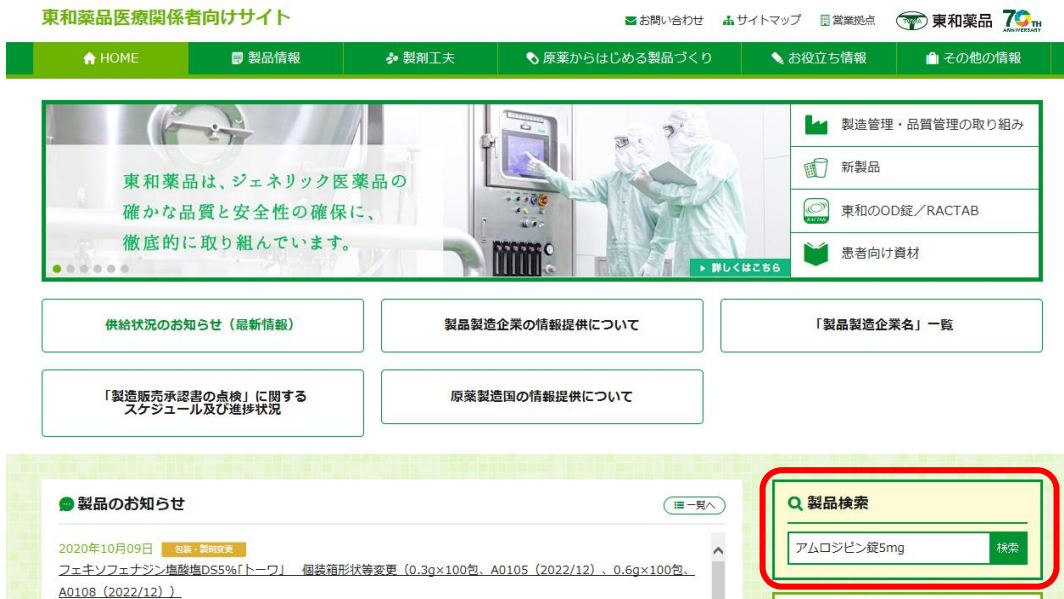 東和薬品医療関係者向けサイト
お問い合わせ サイトマップ 営業拠点 TOWA 東和薬品 70TH ANNIVERSARY
HOME 製品情報 製剤工夫 原薬からはじめる製品づくり お役立ち情報 その他の情報
東和薬品は、ジェネリック医薬品の
確かな品質と安全性の確保に、
徹底的に取り組んでいます。
詳しくはこちら
製造管理・品質管理の取り組み
新製品
RACTAB 東和のOD錠／RACTAB
患者向け資材
供給状況のお知らせ（最新情報） 製品製造企業の情報提供について 「製品製造企業名」一覧
「製造販売承認書の点検」に関する
スケジュール及び進捗状況
原薬製造国の情報提供について
製品のお知らせ 一覧へ
2020年10月09日 包装・製剤変更
フェキソフェナジン塩酸塩DS5%｢トーワ｣ 個装箱形状等変更（0.3g×100包、A0105（2022/12）、0.6g×100包、
A0108（2022/12））
製品検索
アムロジピン錠5mg 検索